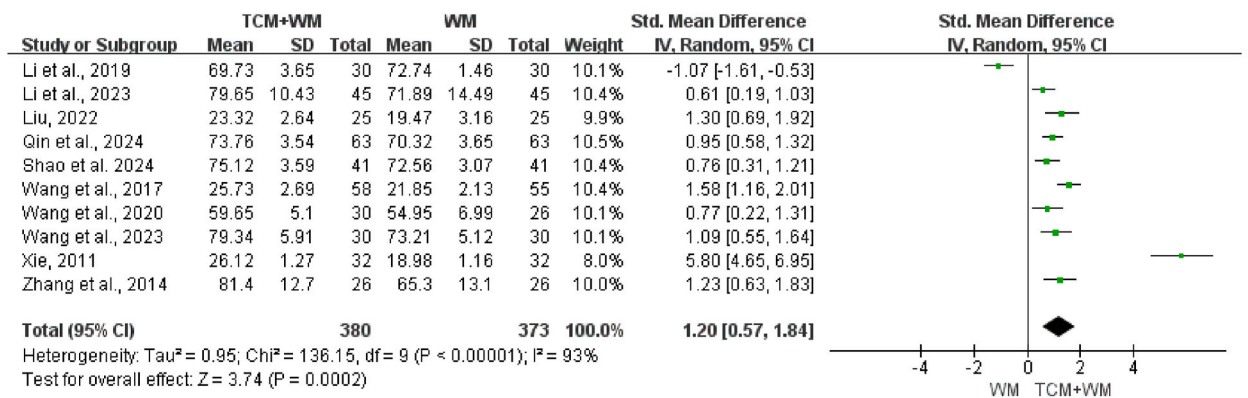 TCM+WM WM Std. Mean Difference Std. Mean Difference
Study or Subgroup Mean SD Total Mean SD Total Weight IV, Random, 95% CI IV, Random, 95% CI
Li et al., 2019 69.73 3.65 30 72.74 1.46 30 10.1% -1.07 [-1.61, -0.53]
Li et al., 2023 79.65 10.43 45 71.89 14.49 45 10.4% 0.61 [0.19, 1.03]
Liu, 2022 23.32 2.64 25 19.47 3.16 25 9.9% 1.30 [0.69, 1.92]
Qin et al., 2024 73.76 3.54 63 70.32 3.65 63 10.5% 0.95 [0.58, 1.32]
Shao et al. 2024 75.12 3.59 41 72.56 3.07 41 10.4% 0.76 [0.31, 1.21]
Wang et al., 2017 25.73 2.69 58 21.85 2.13 55 10.4% 1.58 [1.16, 2.01]
Wang et al., 2020 59.65 5.1 30 54.95 6.99 26 10.1% 0.77 [0.22, 1.31]
Wang et al., 2023 79.34 5.91 30 73.21 5.12 30 10.1% 1.09 [0.55, 1.64]
Xie, 2011 26.12 1.27 32 18.98 1.16 32 8.0% 5.80 [4.65, 6.95]
Zhang et al., 2014 81.4 12.7 26 65.3 13.1 26 10.0% 1.23 [0.63, 1.83]
Total (95% CI) 380 373 100.0% 1.20 [0.57, 1.84]
Heterogeneity: Tau² = 0.95; Chi² = 136.15, df = 9 (P < 0.00001); I² = 93%
Test for overall effect: Z = 3.74 (P = 0.0002)
-4 -2 0 2 4
WM TCM+WM